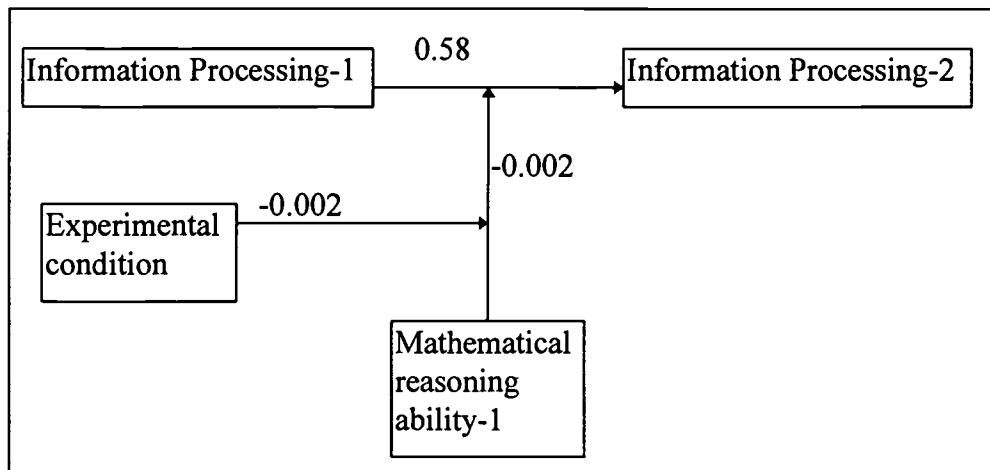 0.58
Information Processing-1
Information Processing-2
-0.002
-0.002
Experimental
condition
Mathematical
reasoning
ability-1